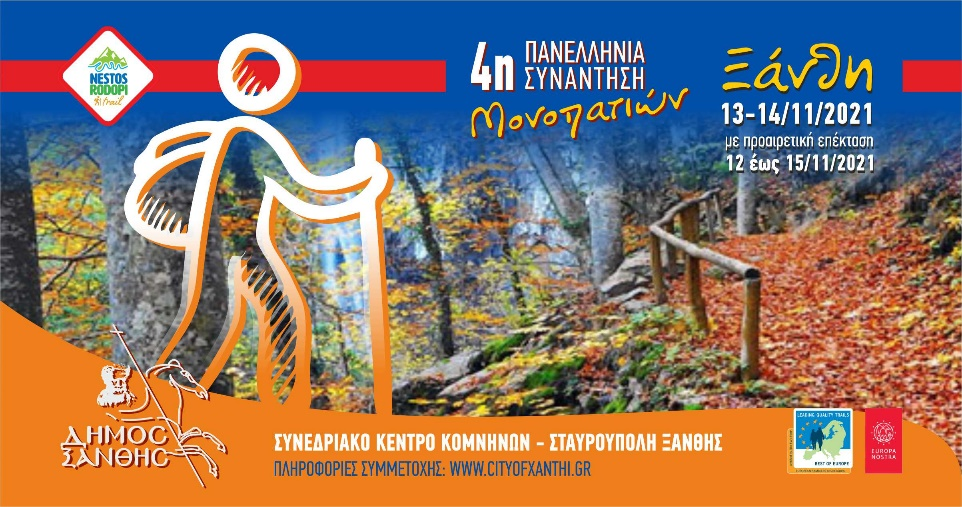 NESTOS
RODOPI
trail
4η ΠΑΝΕΛΛΗΝΙΑ
ΣΥΝΑΝΤΗΣΗ
Μονοπατιών
Ξάνθη
13-14/11/2021
με προαιρετική επέκταση
12 έως 15/11/2021
ΔΗΜΟΣ
ΞΑΝΘΗΣ
ΣΥΝΕΔΡΙΑΚΟ ΚΕΝΤΡΟ ΚΟΜΝΗΝΩΝ - ΣΤΑΥΡΟΥΠΟΛΗ ΞΑΝΘΗΣ
ΠΛΗΡΟΦΟΡΙΕΣ ΣΥΜΜΕΤΟΧΗΣ: WWW.CITYOFXANTHI.GR
LEADING QUALITY TRAILS
BEST OF EUROPE
EUROPA
NOSTRA